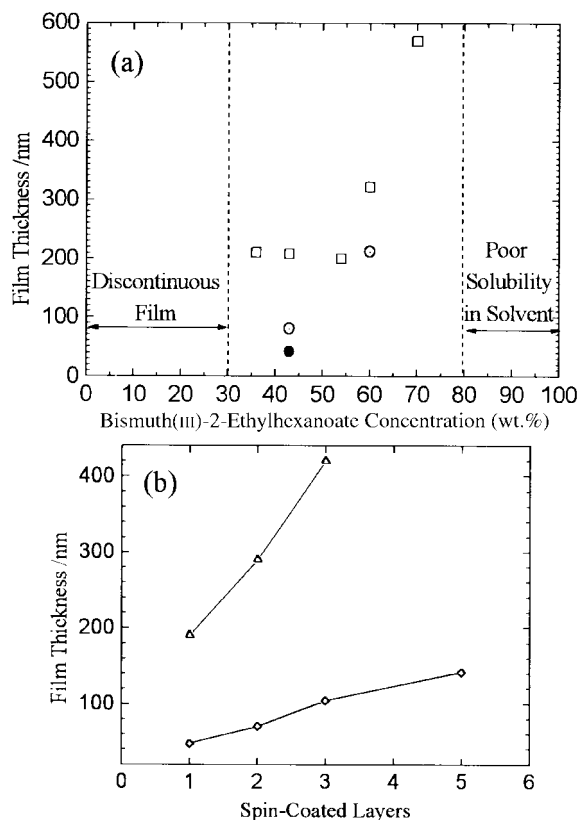 600
(a)
500
400
300
200
100
0
Film Thickness /nm
Discontinuous
Film
Poor
Solubility
in Solvent
0 10 20 30 40 50 60 70 80 90 100
Bismuth(III)-2-Ethylhexanoate Concentration (wt.%)
(b)
400
300
200
100
Film Thickness /nm
0 1 2 3 4 5 6
Spin-Coated Layers